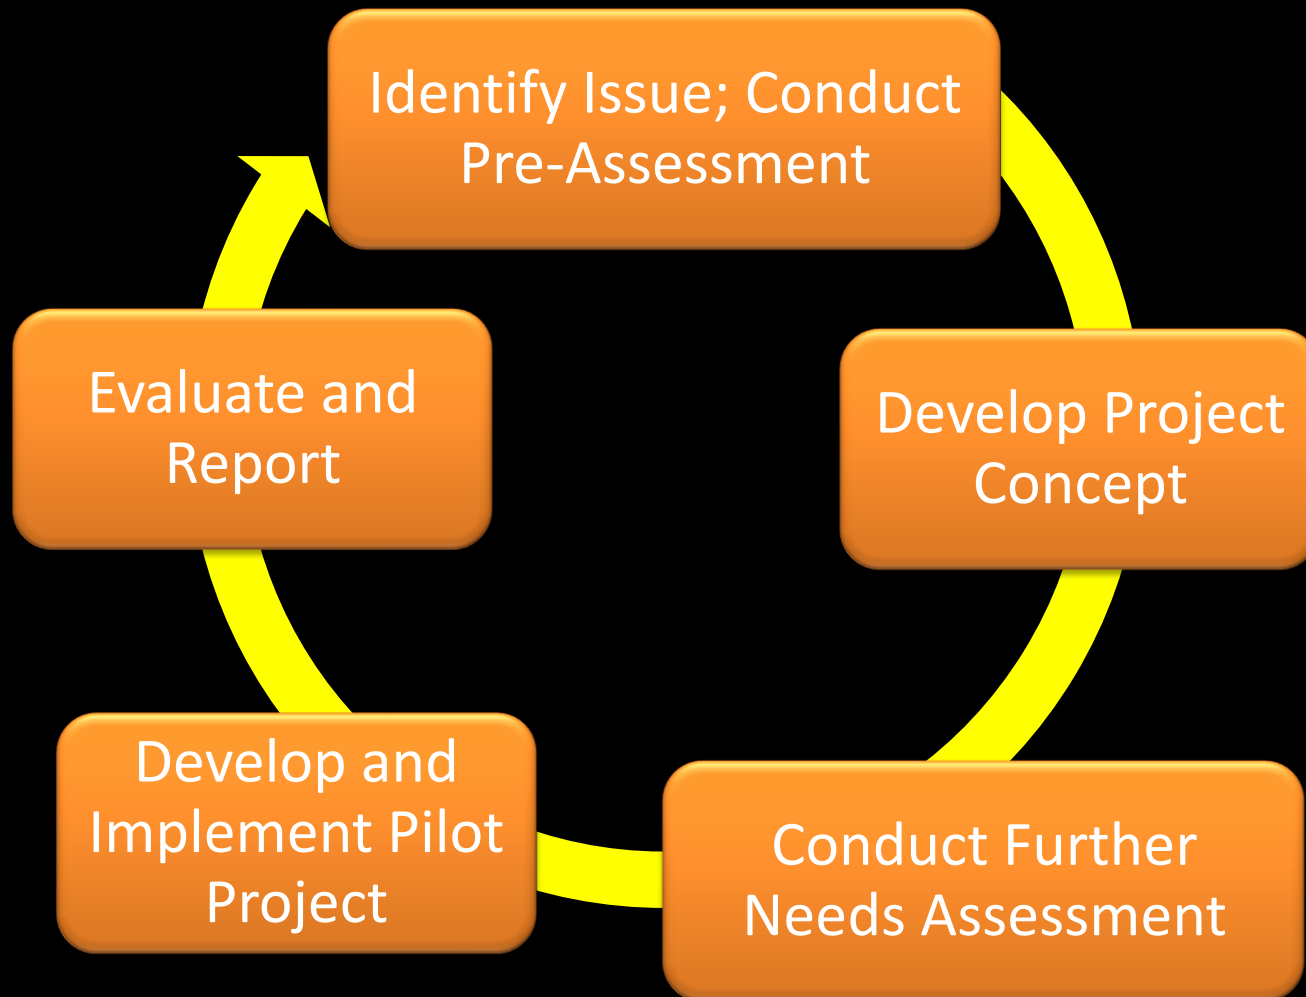 Identify Issue; Conduct
Pre-Assessment
Develop Project
Concept
Conduct Further
Needs Assessment
Develop and
Implement Pilot
Project
Evaluate and
Report